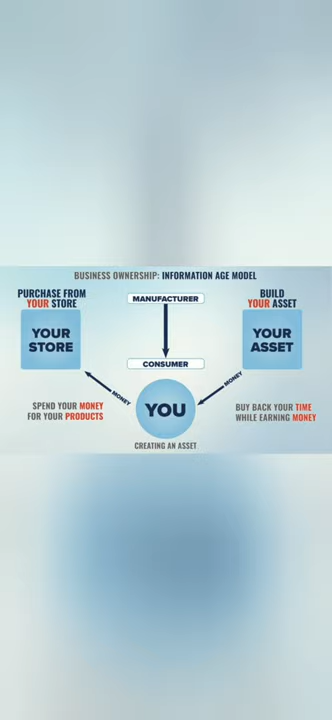 BUSINESS OWNERSHIP: INFORMATION AGE MODEL
PURCHASE FROM
YOUR STORE
YOUR
STORE
SPEND YOUR MONEY
FOR YOUR PRODUCTS
MANUFACTURER
CONSUMER
MONEY
YOU
MONEY
CREATING AN ASSET
BUILD
YOUR ASSET
YOUR
ASSET
BUY BACK YOUR TIME
WHILE EARNING MONEY